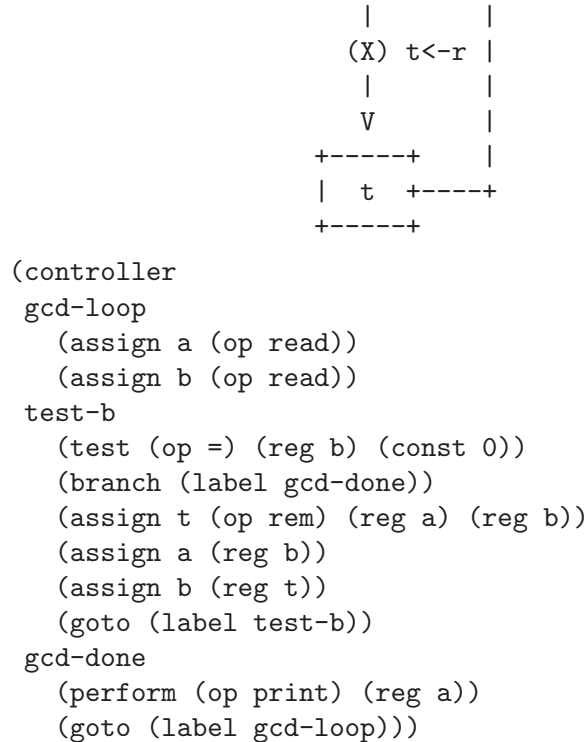 |          |
                        (X) t<-r |
                         |          |
                         V          |
                     +-----+    |
                     |  t  +----+
                     +-----+
(controller
 gcd-loop
   (assign a (op read))
   (assign b (op read))
 test-b
   (test (op =) (reg b) (const 0))
   (branch (label gcd-done))
   (assign t (op rem) (reg a) (reg b))
   (assign a (reg b))
   (assign b (reg t))
   (goto (label test-b))
 gcd-done
   (perform (op print) (reg a))
   (goto (label gcd-loop)))